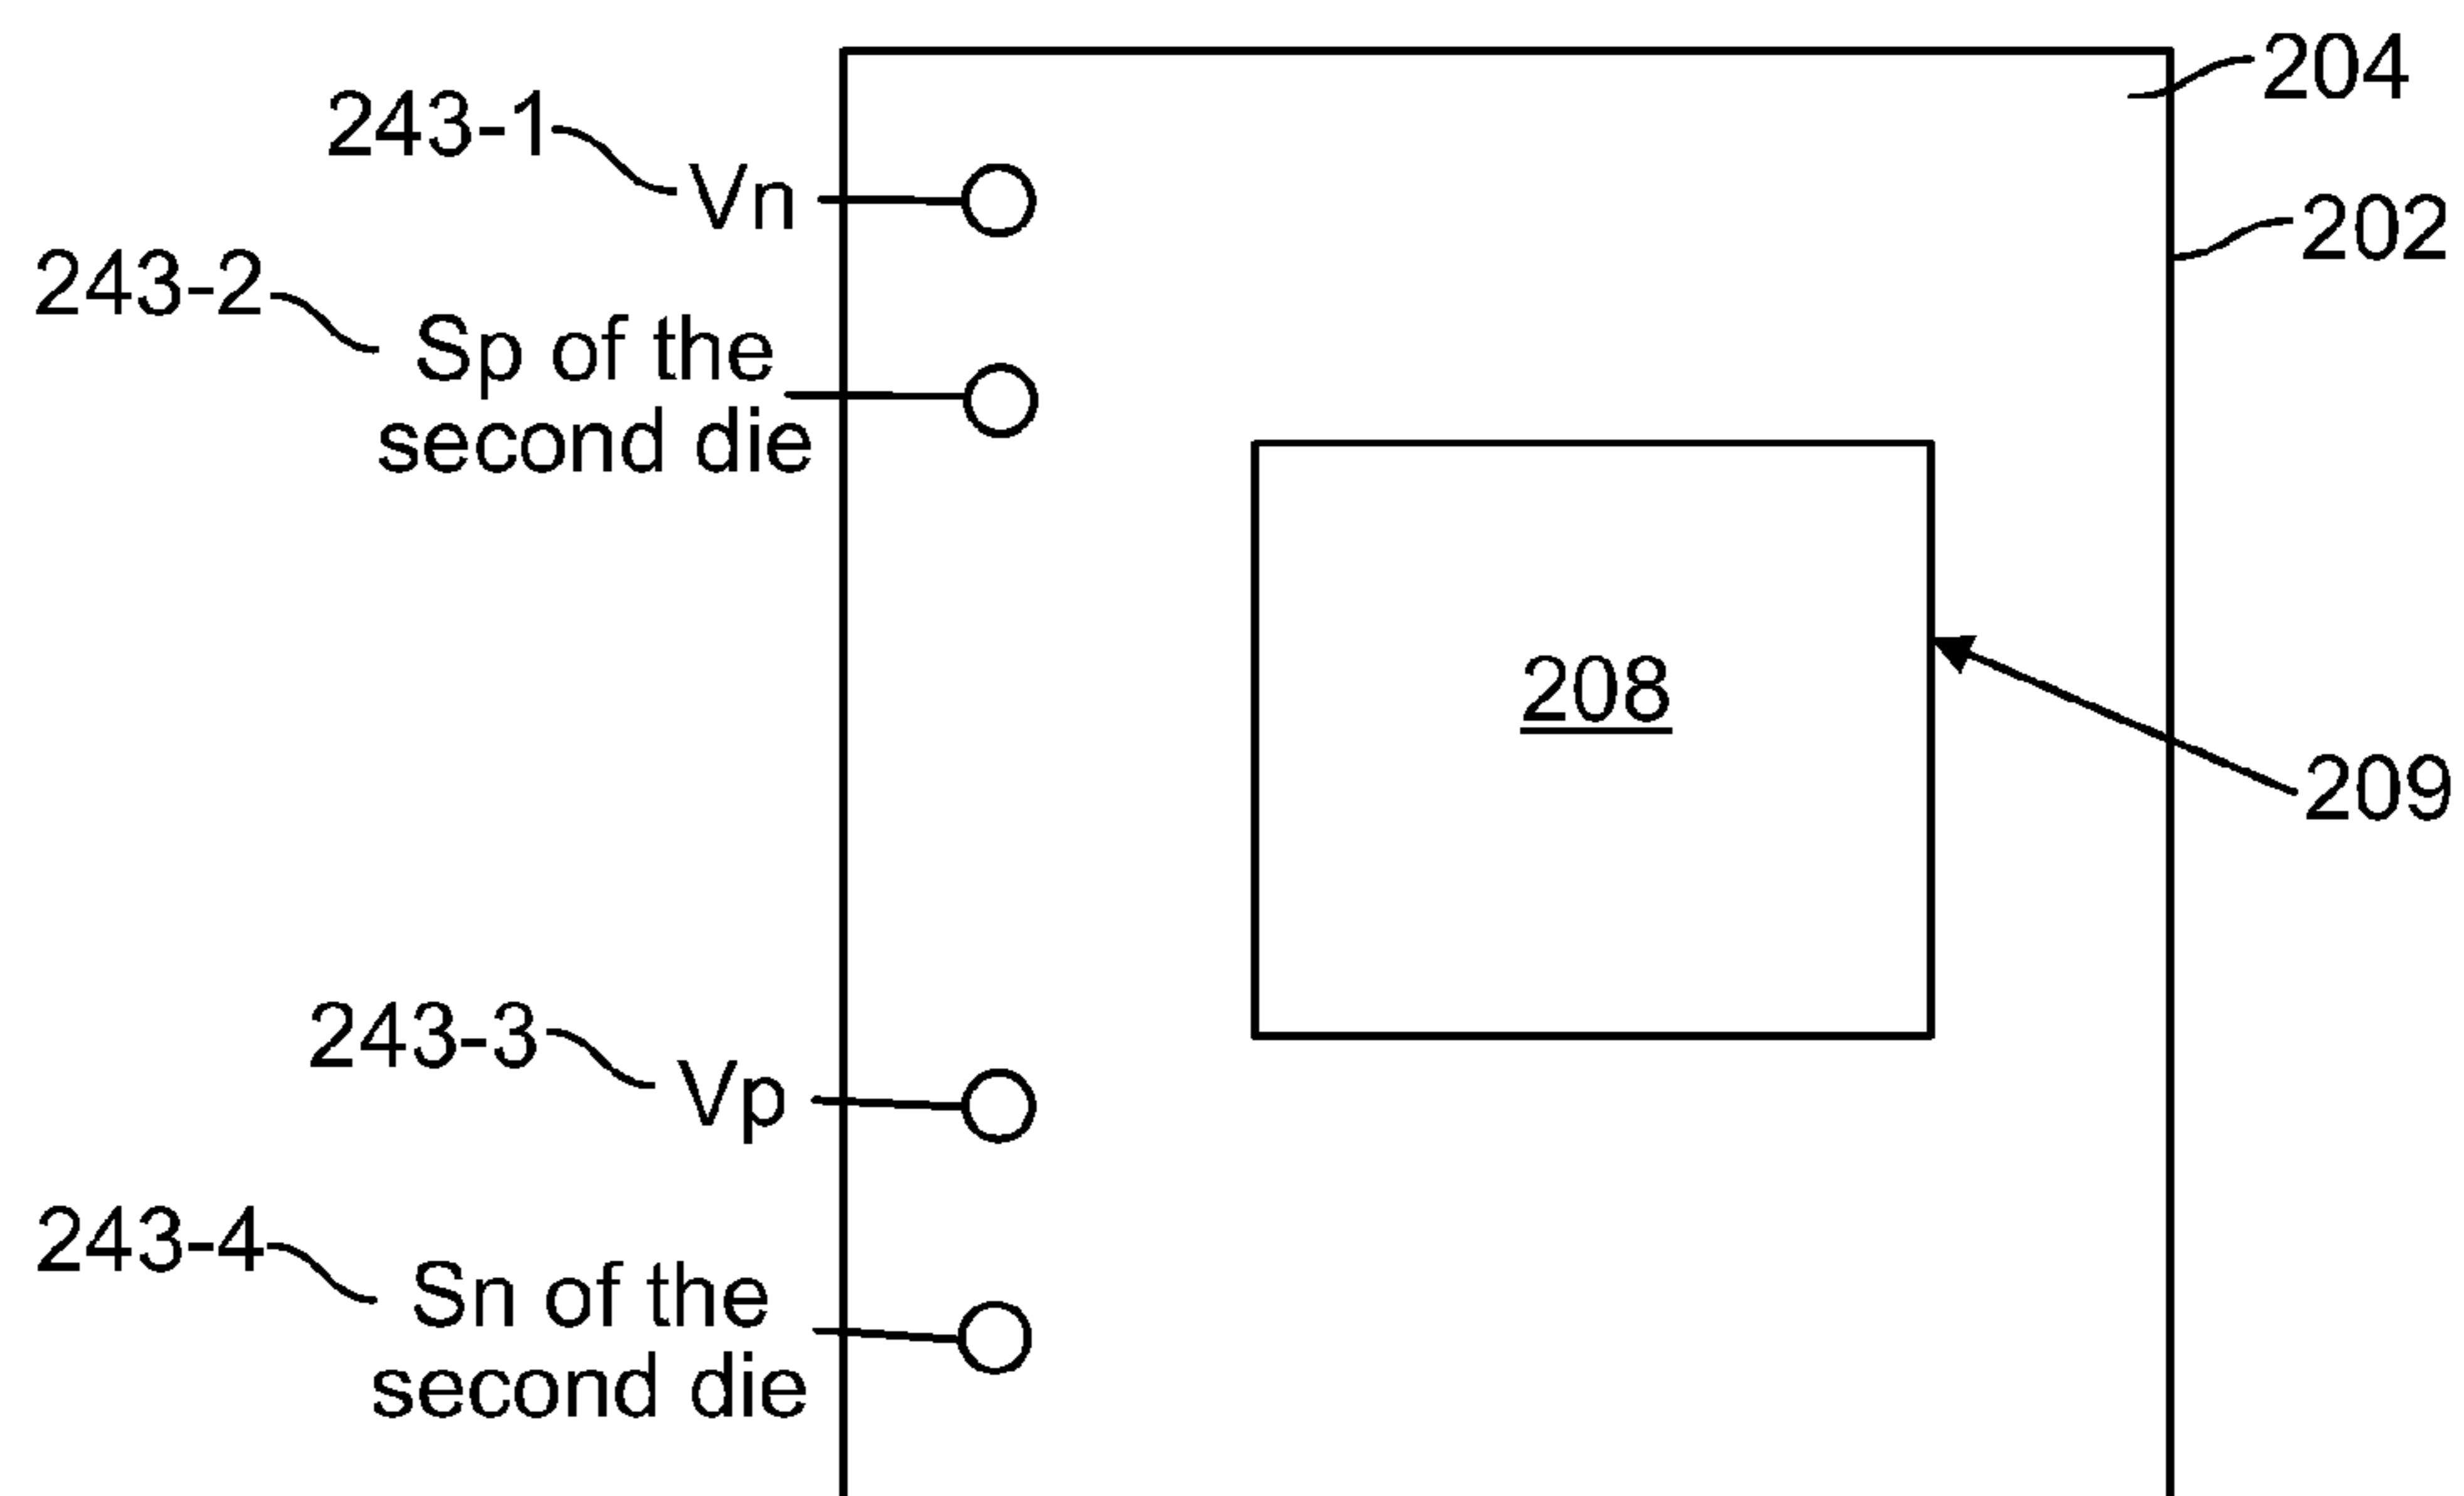 204
243-1
Vn
202
243-2
Sp of the
second die
208
209
243-3
Vp
243-4
Sn of the
second die